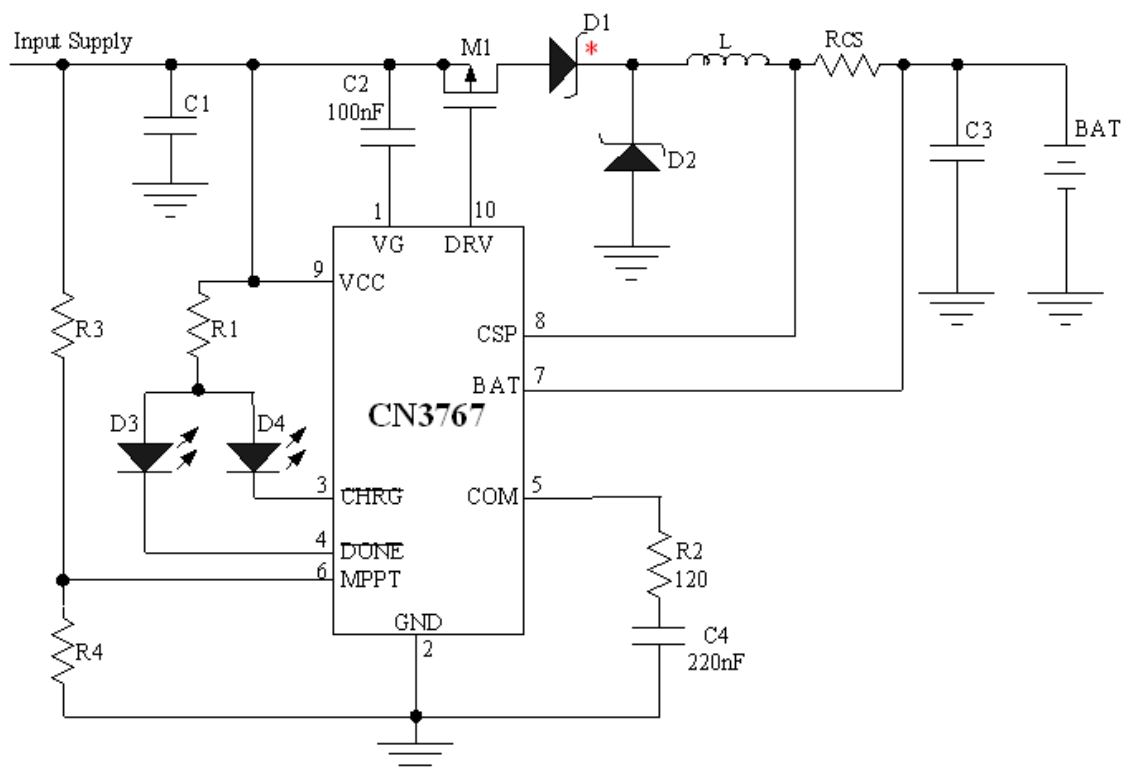 D1
Input Supply
M1
*
L
RCS
C2
100nF
C1
C3
BAT
D2
1
10
VG
DRV
9
VCC
R3
R1
8
CSP
7
BAT
CN3767
D3
D4
3
CHRG
COM
5
4
DONE
R2
120
6
MPPT
GND
2
R4
C4
220nF